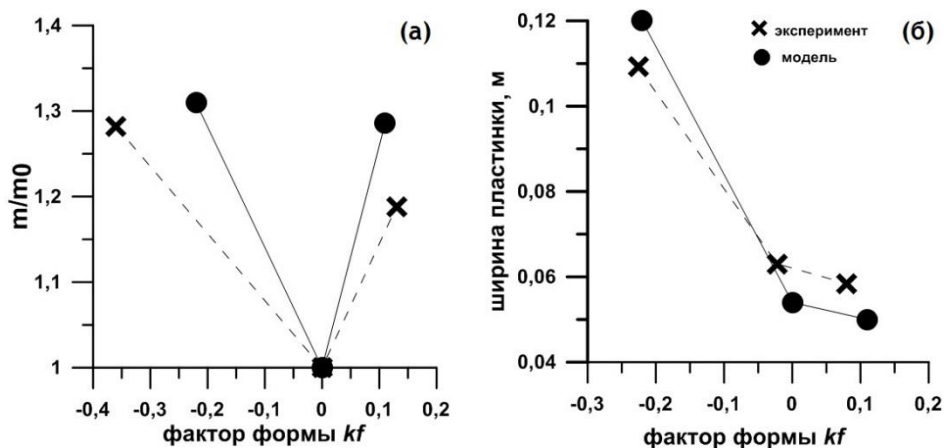 (а)
1,4
1,3
1,2
1,1
1
m/m0
-0,4 -0,3 -0,2 -0,1 0 0,1 0,2
фактор формы kf
(б)
эксперимент
модель
0,12
0,1
0,08
0,06
0,04
ширина пластинки, м
-0,3 -0,2 -0,1 0 0,1 0,2
фактор формы kf